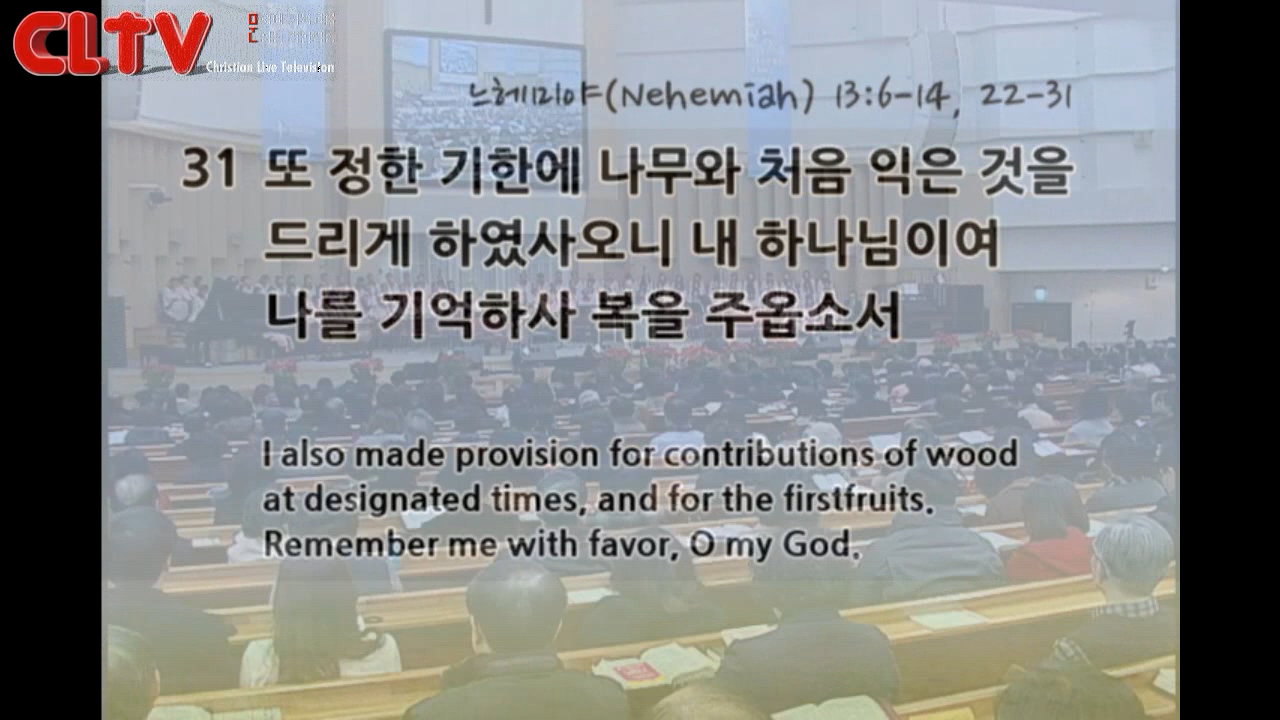 CLTV
Christian Live Television
느헤미야(Nehemiah) 13:6-14, 22-31
31 또 정한 기한에 나무와 처음 익은 것을
드리게 하였사오니 내 하나님이여
나를 기억하사 복을 주옵소서
I also made provision for contributions of wood
at designated times, and for the firstfruits.
Remember me with favor, O my God.